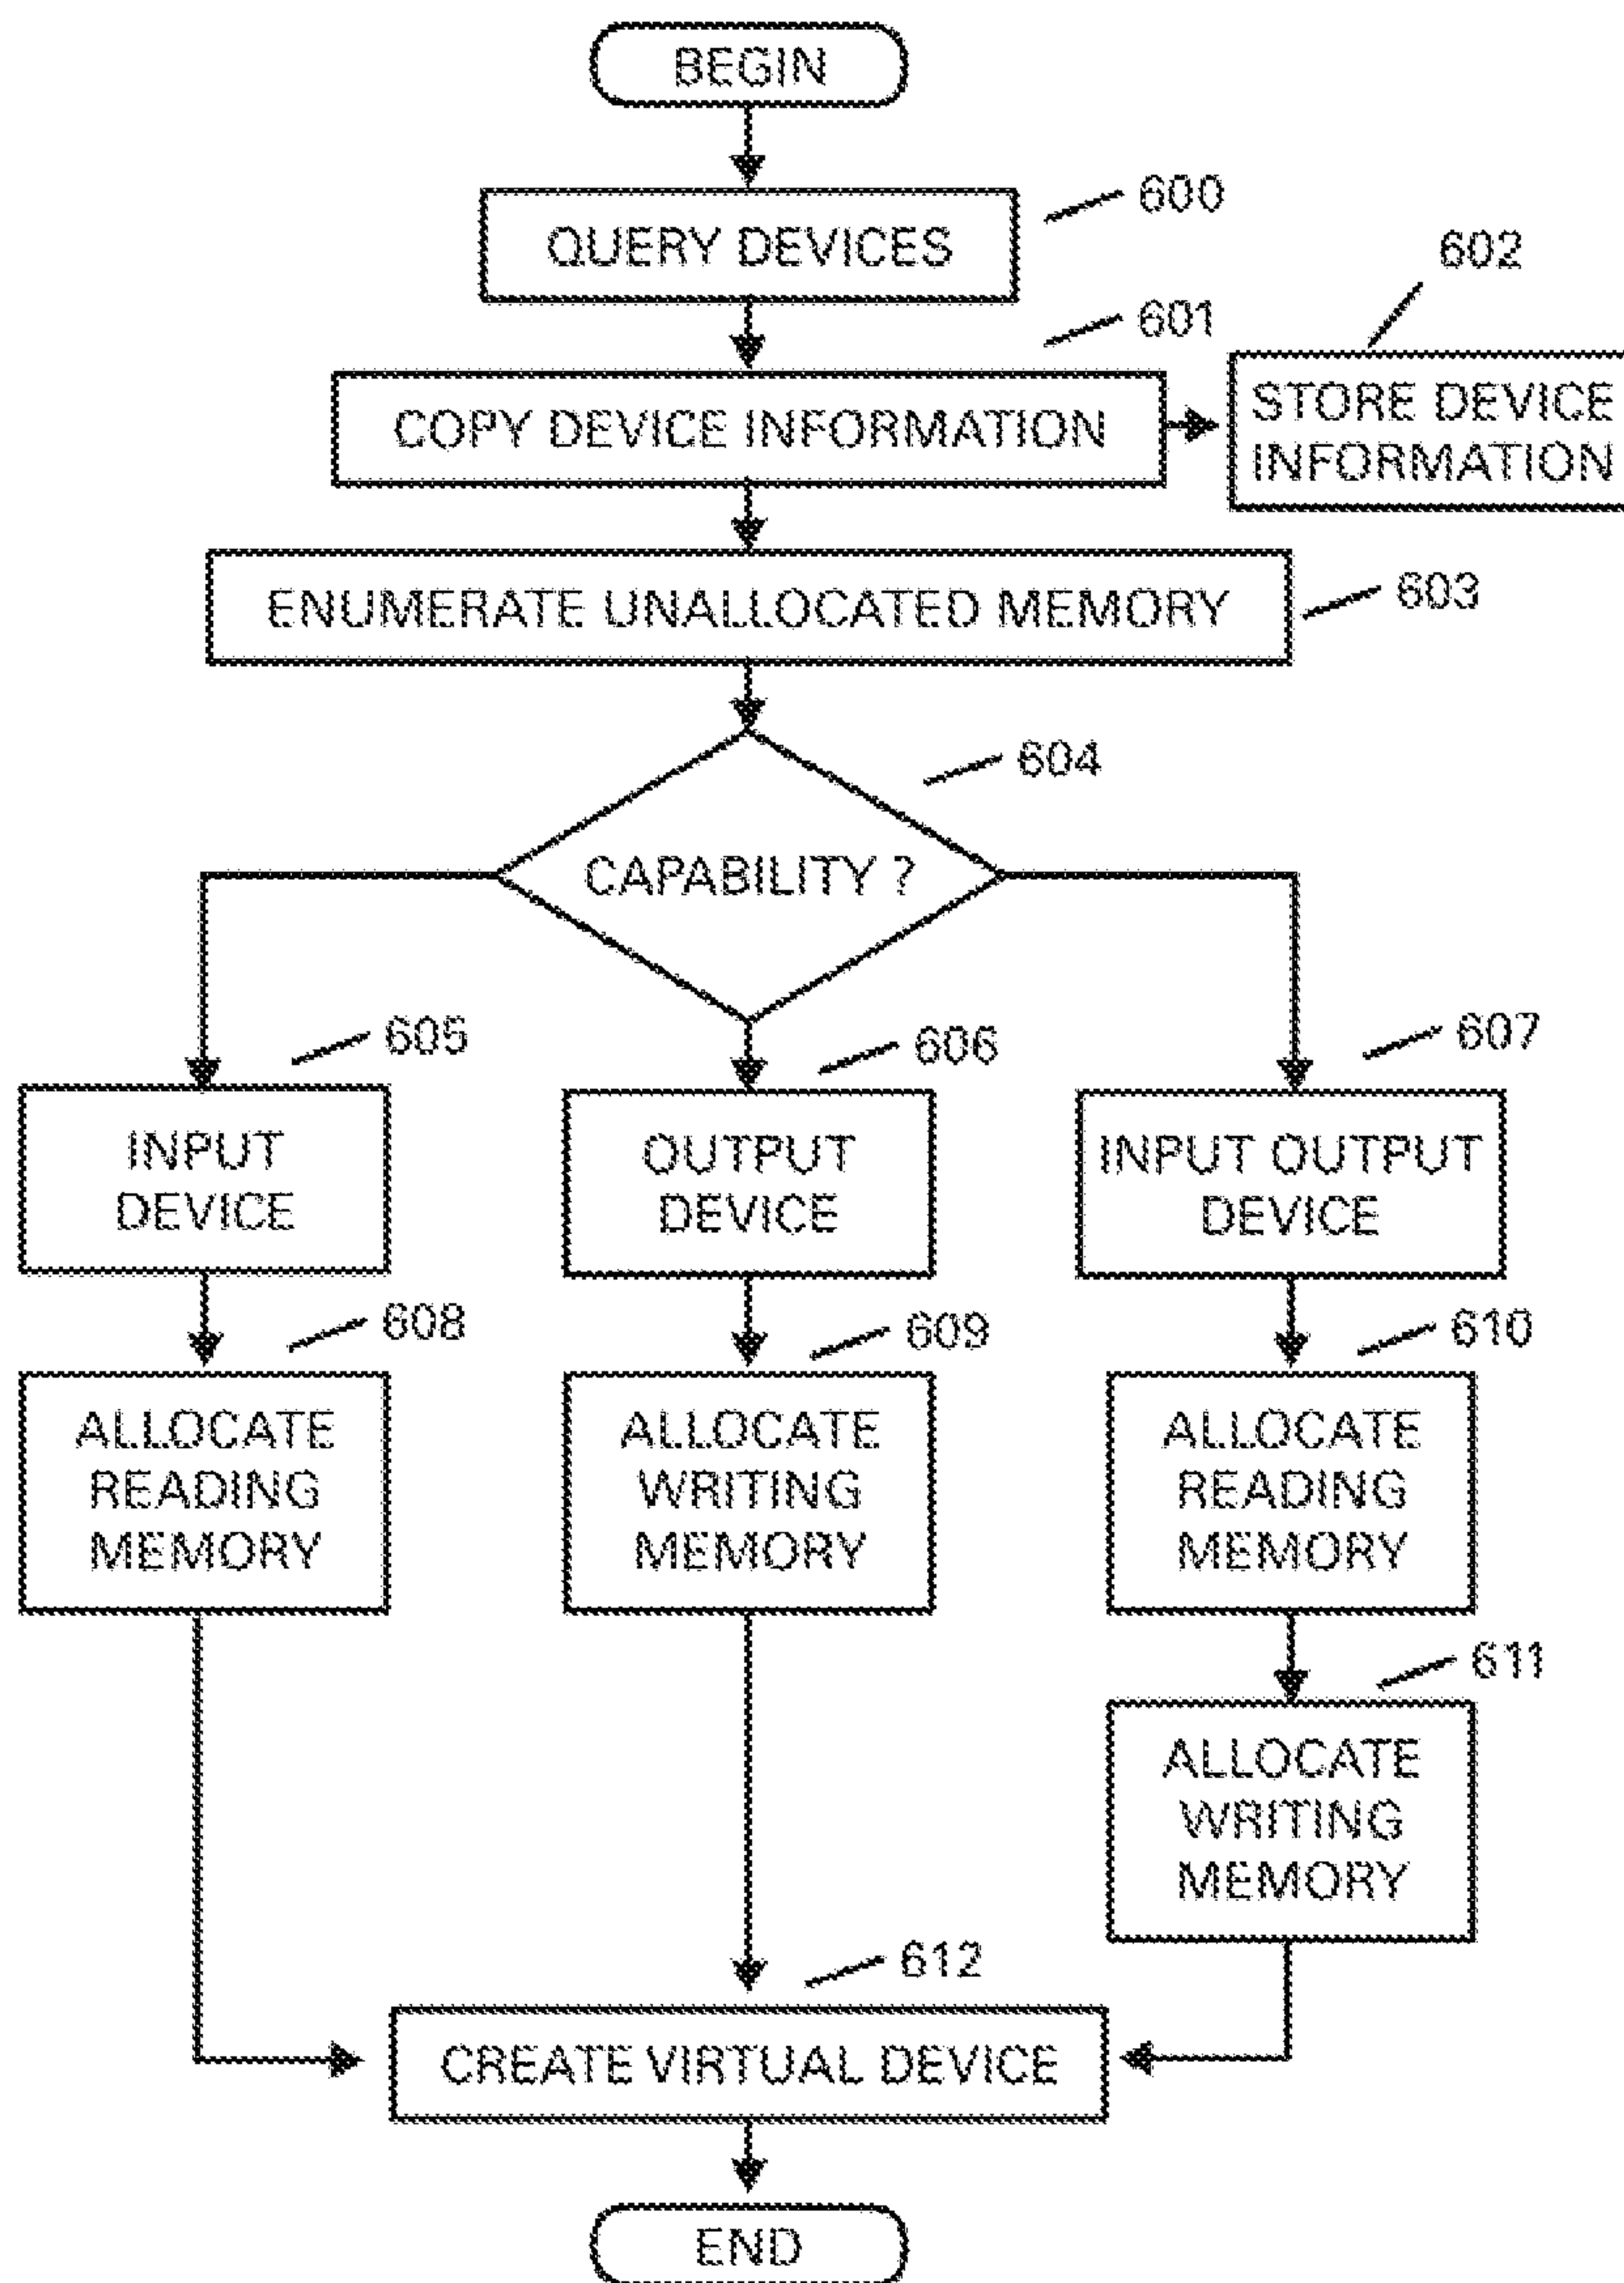 BEGIN
600
QUERY DEVICES
602
601
COPY DEVICE INFORMATION
STORE DEVICE
INFORMATION
ENUMERATE UNALLOCATED MEMORY
603
604
CAPABILITY ?
605
606
607
INPUT
DEVICE
OUTPUT
DEVICE
INPUT OUTPUT
DEVICE
608
609
610
ALLOCATE
READING
MEMORY
ALLOCATE
WRITING
MEMORY
ALLOCATE
READING
MEMORY
611
ALLOCATE
WRITING
MEMORY
612
CREATE VIRTUAL DEVICE
END